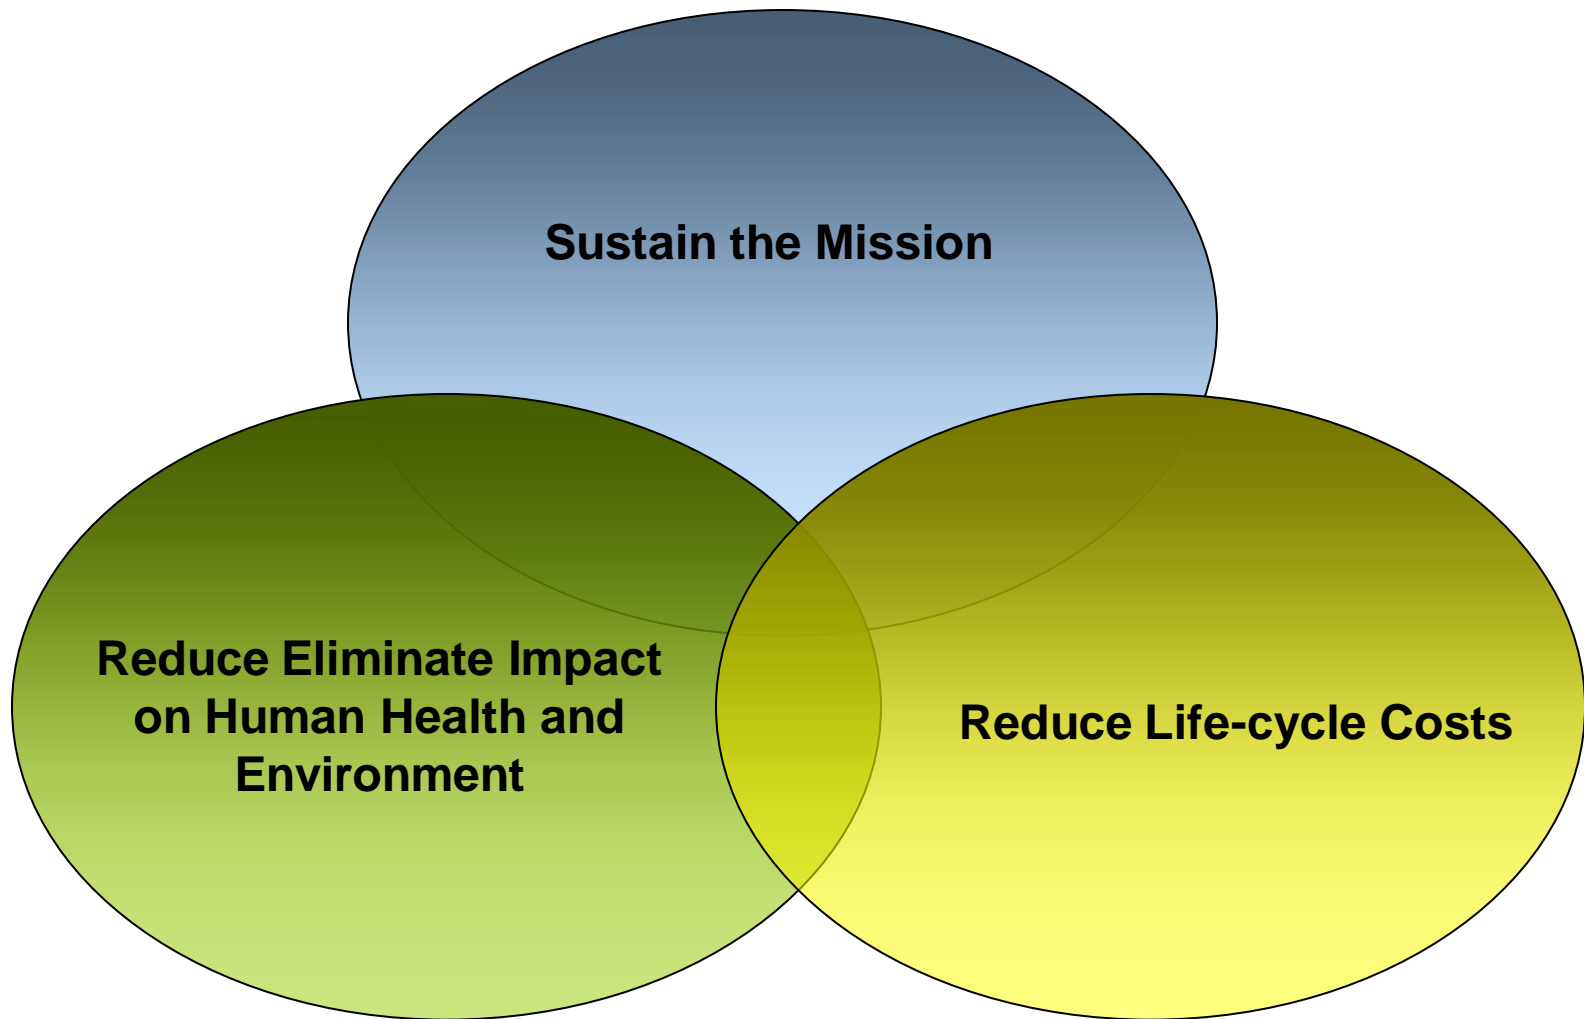 Sustain the Mission
Reduce Eliminate Impact
on Human Health and
Environment
Reduce Life-cycle Costs